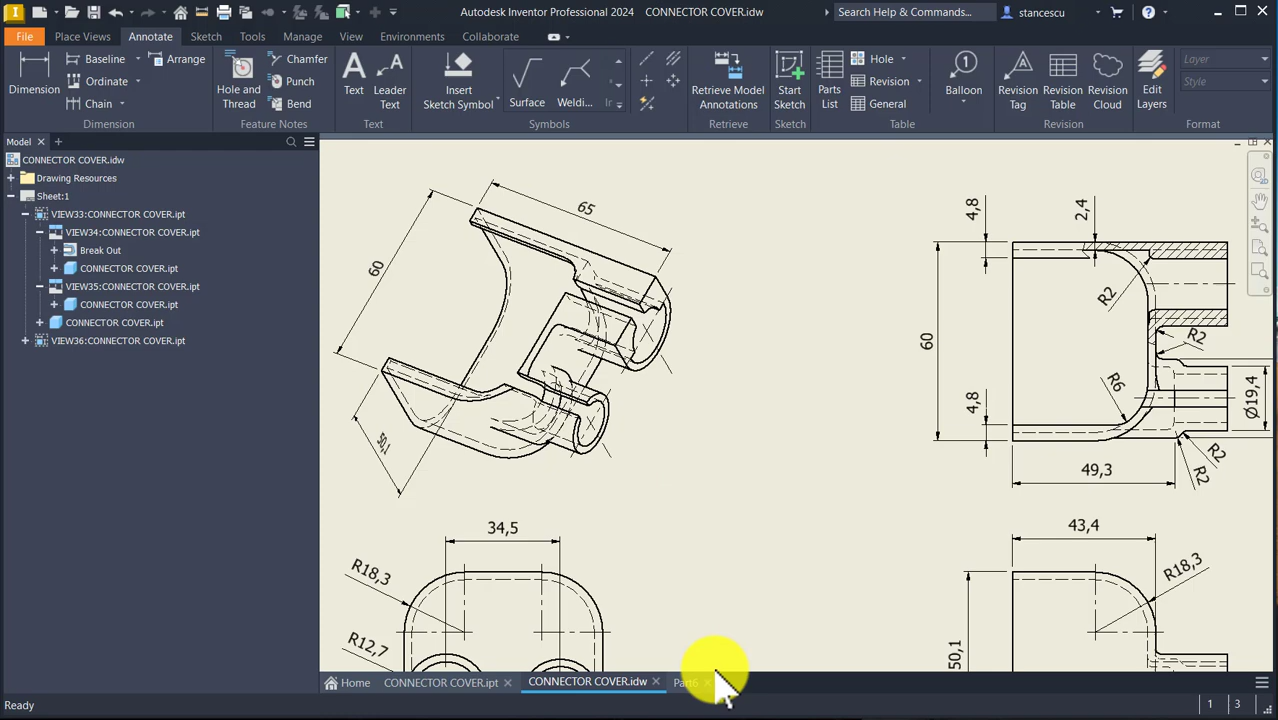 Autodesk Inventor Professional 2024 CONNECTOR COVER.idw Search Help & Commands... stancescu
File Place Views Annotate Sketch Tools Manage View Environments Collaborate
Dimension
Baseline
Ordinate
Chain
Arrange
Dimension
Hole and
Thread
Chamfer
Punch
Bend
Feature Notes
Text
Leader
Text
Text
Insert
Sketch Symbol
Surface
Weldi...
Symbols
Retrieve Model
Annotations
Retrieve
Start
Sketch
Sketch
Parts
List
Hole
Revision
General
Table
Balloon
Revision
Tag
Revision
Table
Revision
Cloud
Revision
Edit
Layers
Layer
Style
Format
Model
CONNECTOR COVER.idw
Drawing Resources
Sheet:1
VIEW33:CONNECTOR COVER.ipt
VIEW34:CONNECTOR COVER.ipt
Break Out
CONNECTOR COVER.ipt
VIEW35:CONNECTOR COVER.ipt
CONNECTOR COVER.ipt
CONNECTOR COVER.ipt
VIEW36:CONNECTOR COVER.ipt
65
60
50,1
4,8
2,4
R2
60
R2
R6
4,8
Ø19,4
R2
R2
49,3
34,5
R18,3
R12,7
43,4
R18,3
50,1
Home CONNECTOR COVER.ipt CONNECTOR COVER.idw Part6
Ready 1 3